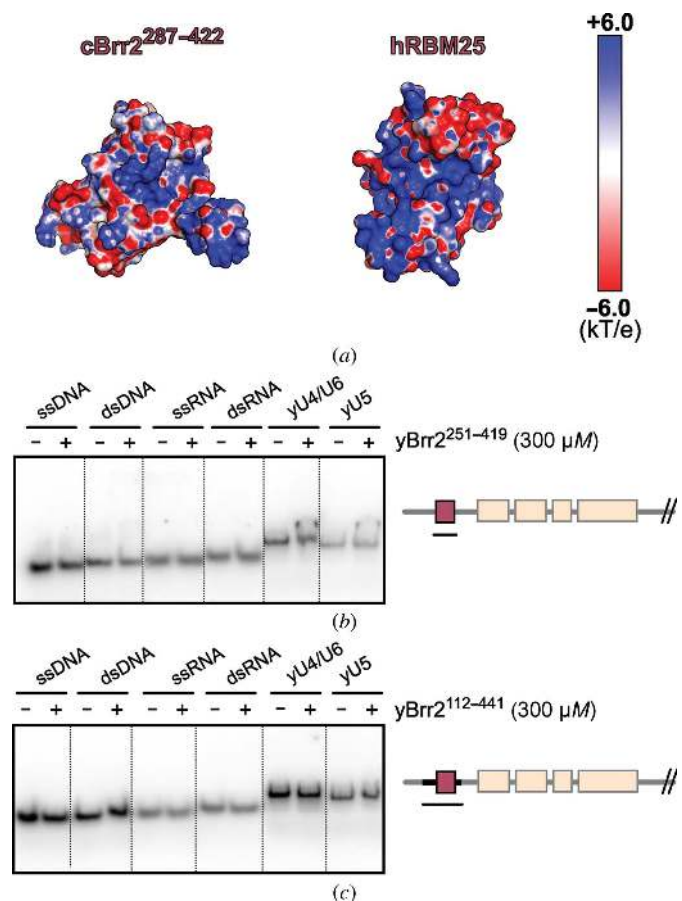 cBrr2287–422 hRBM25
+6.0
−6.0
(kT/e)
(a)
ssDNA dsDNA ssRNA dsRNA yU4/U6 yU5
– + – + – + – + – + – + yBrr2251–419 (300 µM)
(b)
ssDNA dsDNA ssRNA dsRNA yU4/U6 yU5
– + – + – + – + – + – + yBrr2112–441 (300 µM)
(c)